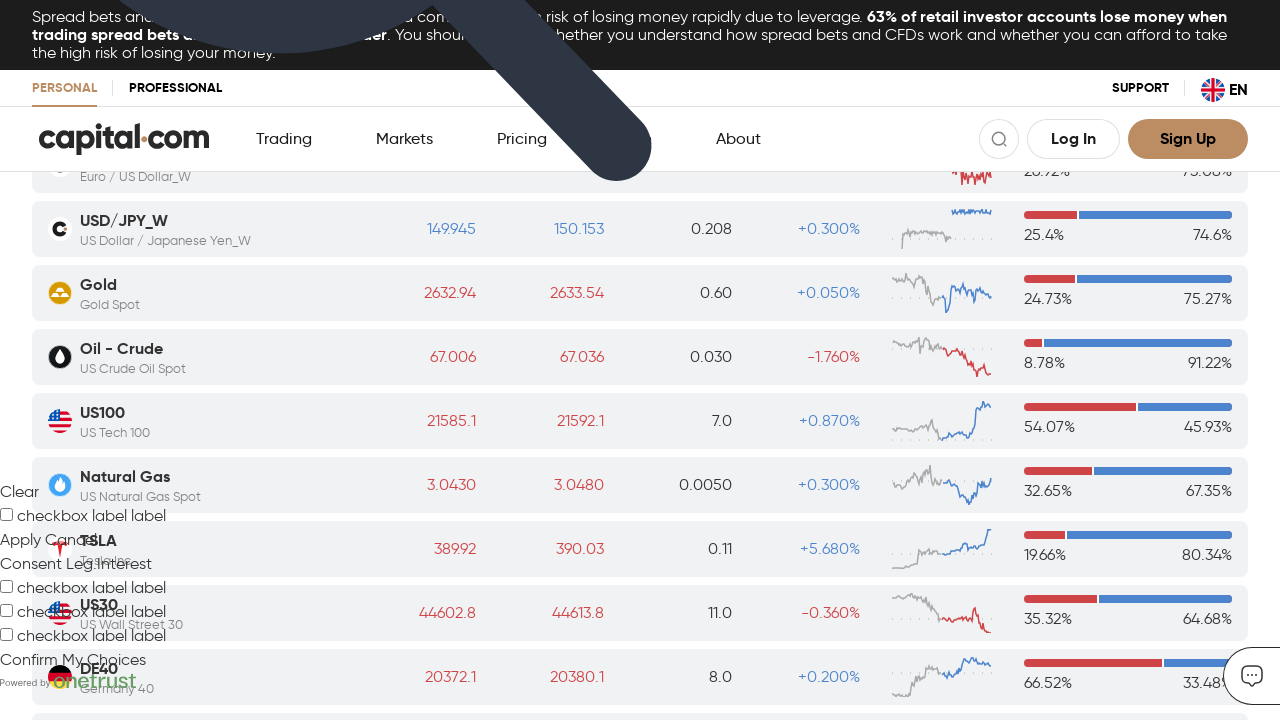 Spread bets and risk of losing money rapidly due to leverage. 63% of retail investor accounts lose money when
trading spread bets . You should whether you understand how spread bets and CFDs work and whether you can afford to take
the high risk of losing your money.
PERSONAL PROFESSIONAL SUPPORT EN
capital.com Trading Markets Pricing About Log In Sign Up
Euro / US Dollar_W
USD/JPY_W
US Dollar / Japanese Yen_W
149.945 150.153 0.208 +0.300%
25.4% 74.6%
Gold
Gold Spot
2632.94 2633.54 0.60 +0.050%
24.73% 75.27%
Oil - Crude
US Crude Oil Spot
67.006 67.036 0.030 -1.760%
8.78% 91.22%
US100
US Tech 100
21585.1 21592.1 7.0 +0.870%
54.07% 45.93%
Natural Gas
US Natural Gas Spot
3.0430 3.0480 0.0050 +0.300%
32.65% 67.35%
Clear
checkbox label label
Apply Cancel
TSLA
Tesla Inc
389.92 390.03 0.11 +5.680%
19.66% 80.34%
Consent Leg.Interest
checkbox label label
US30
checkbox label label
US Wall Street 30
44602.8 44613.8 11.0 -0.360%
35.32% 64.68%
checkbox label label
Confirm My Choices
DE40
Germany 40
20372.1 20380.1 8.0 +0.200%
66.52% 33.48%
Powered by onetrust